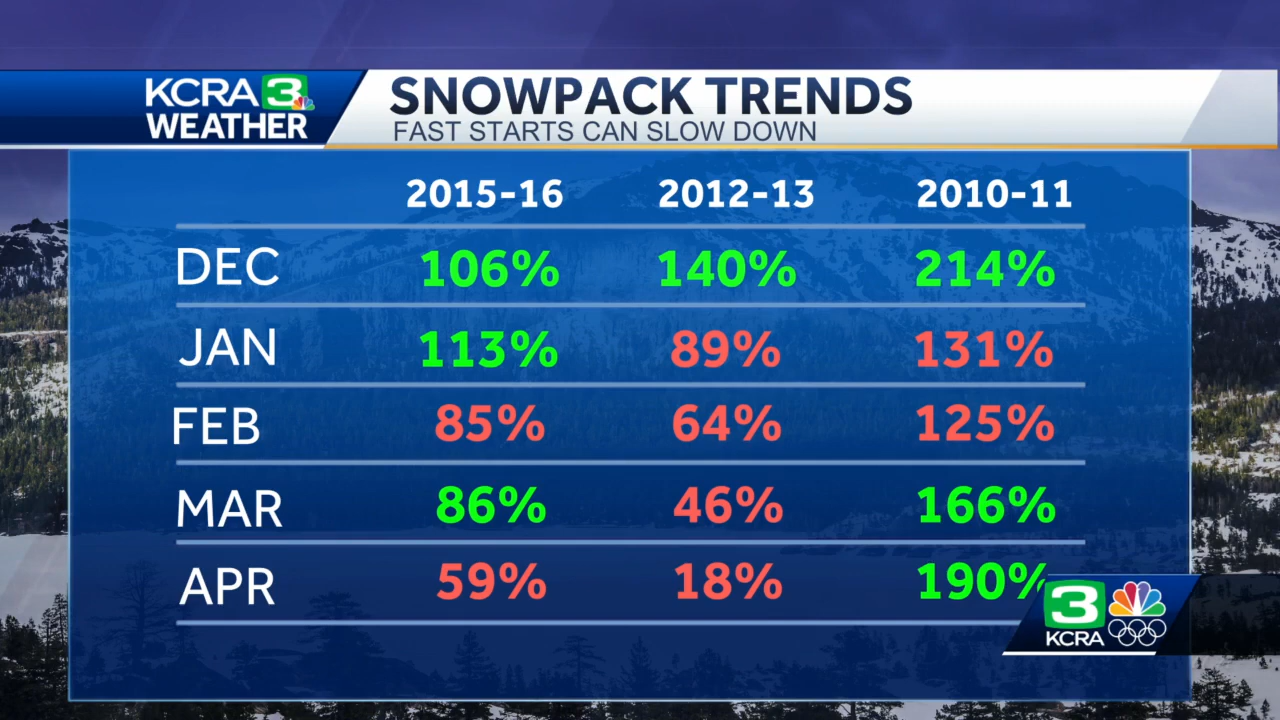 KCRA 3
WEATHER
SNOWPACK TRENDS
FAST STARTS CAN SLOW DOWN
2015-16 2012-13 2010-11
DEC 106% 140% 214%
JAN 113% 89% 131%
FEB 85% 64% 125%
MAR 86% 46% 166%
APR 59% 18% 190%
3
KCRA